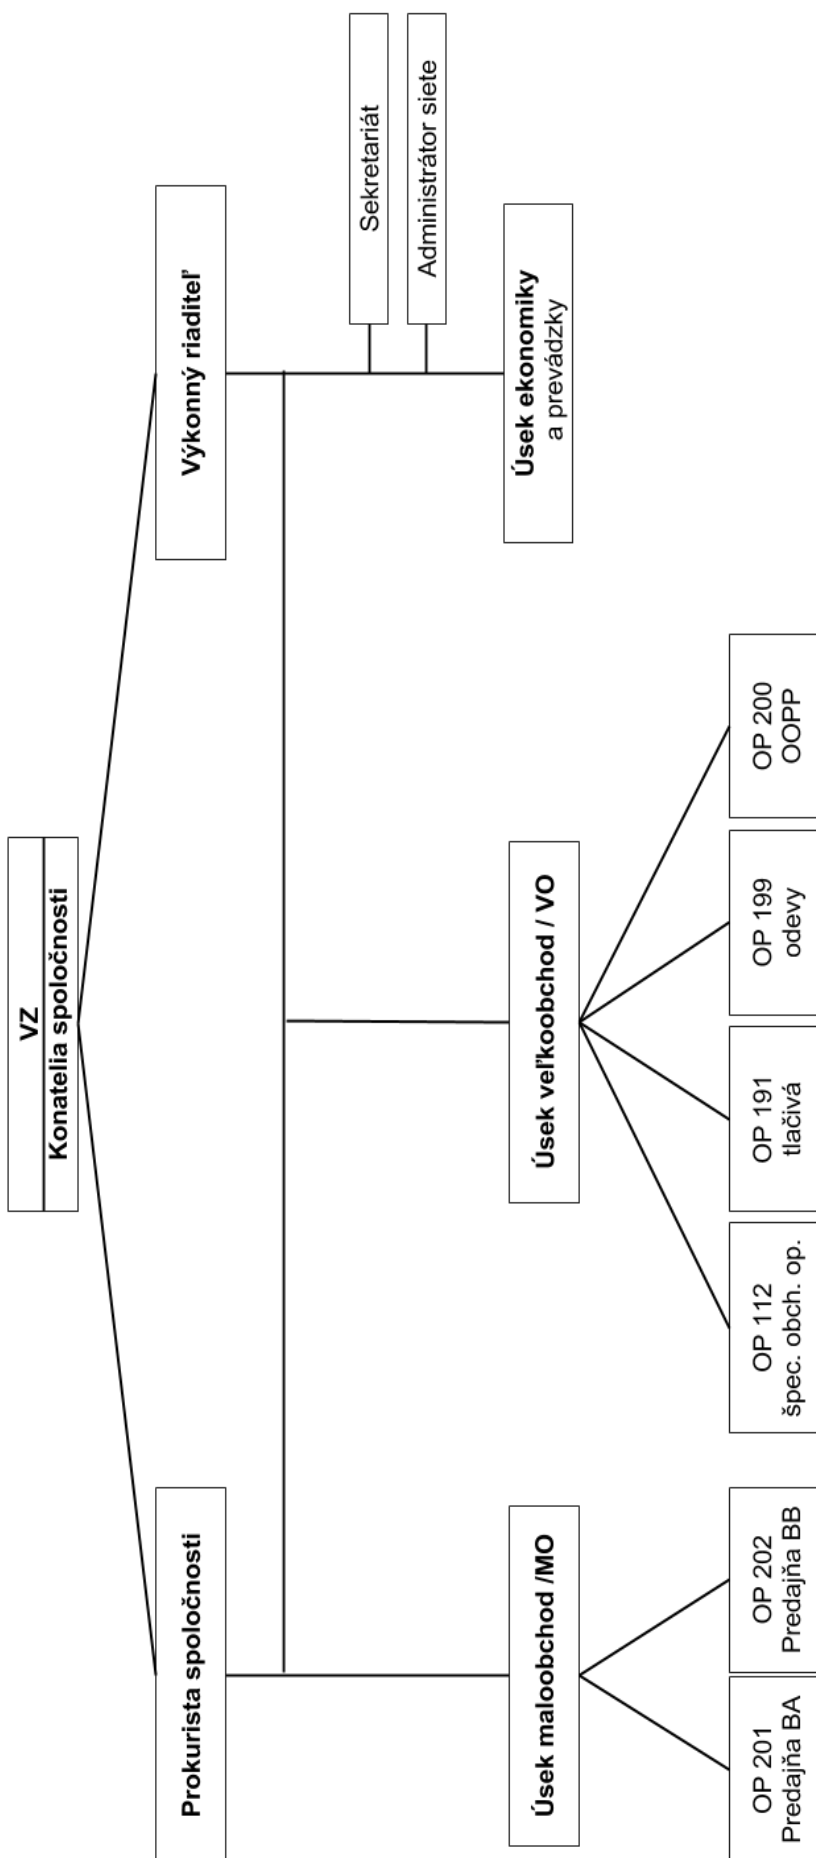 VZ
Konatelia spoločnosti
Prokurista spoločnosti
Výkonný riaditeľ
Sekretariát
Administrátor siete
Úsek maloobchod /MO
Úsek veľkoobchod / VO
Úsek ekonomiky
a prevádzky
OP 201
Predajňa BA
OP 202
Predajňa BB
OP 112
špec. obch. op.
OP 191
tlačivá
OP 199
odevy
OP 200
OOPP